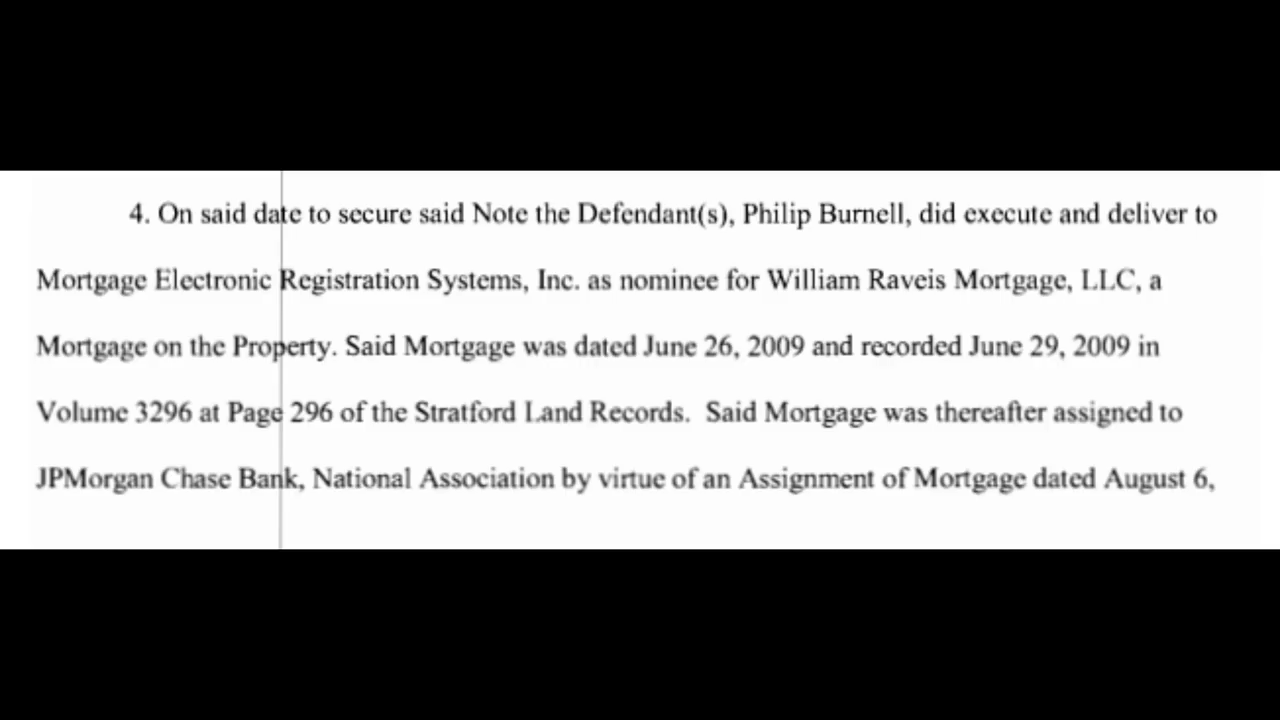 4. On said date to secure said Note the Defendant(s), Philip Burnell, did execute and deliver to
Mortgage Electronic Registration Systems, Inc. as nominee for William Raveis Mortgage, LLC, a
Mortgage on the Property. Said Mortgage was dated June 26, 2009 and recorded June 29, 2009 in
Volume 3296 at Page 296 of the Stratford Land Records.  Said Mortgage was thereafter assigned to
JPMorgan Chase Bank, National Association by virtue of an Assignment of Mortgage dated August 6,